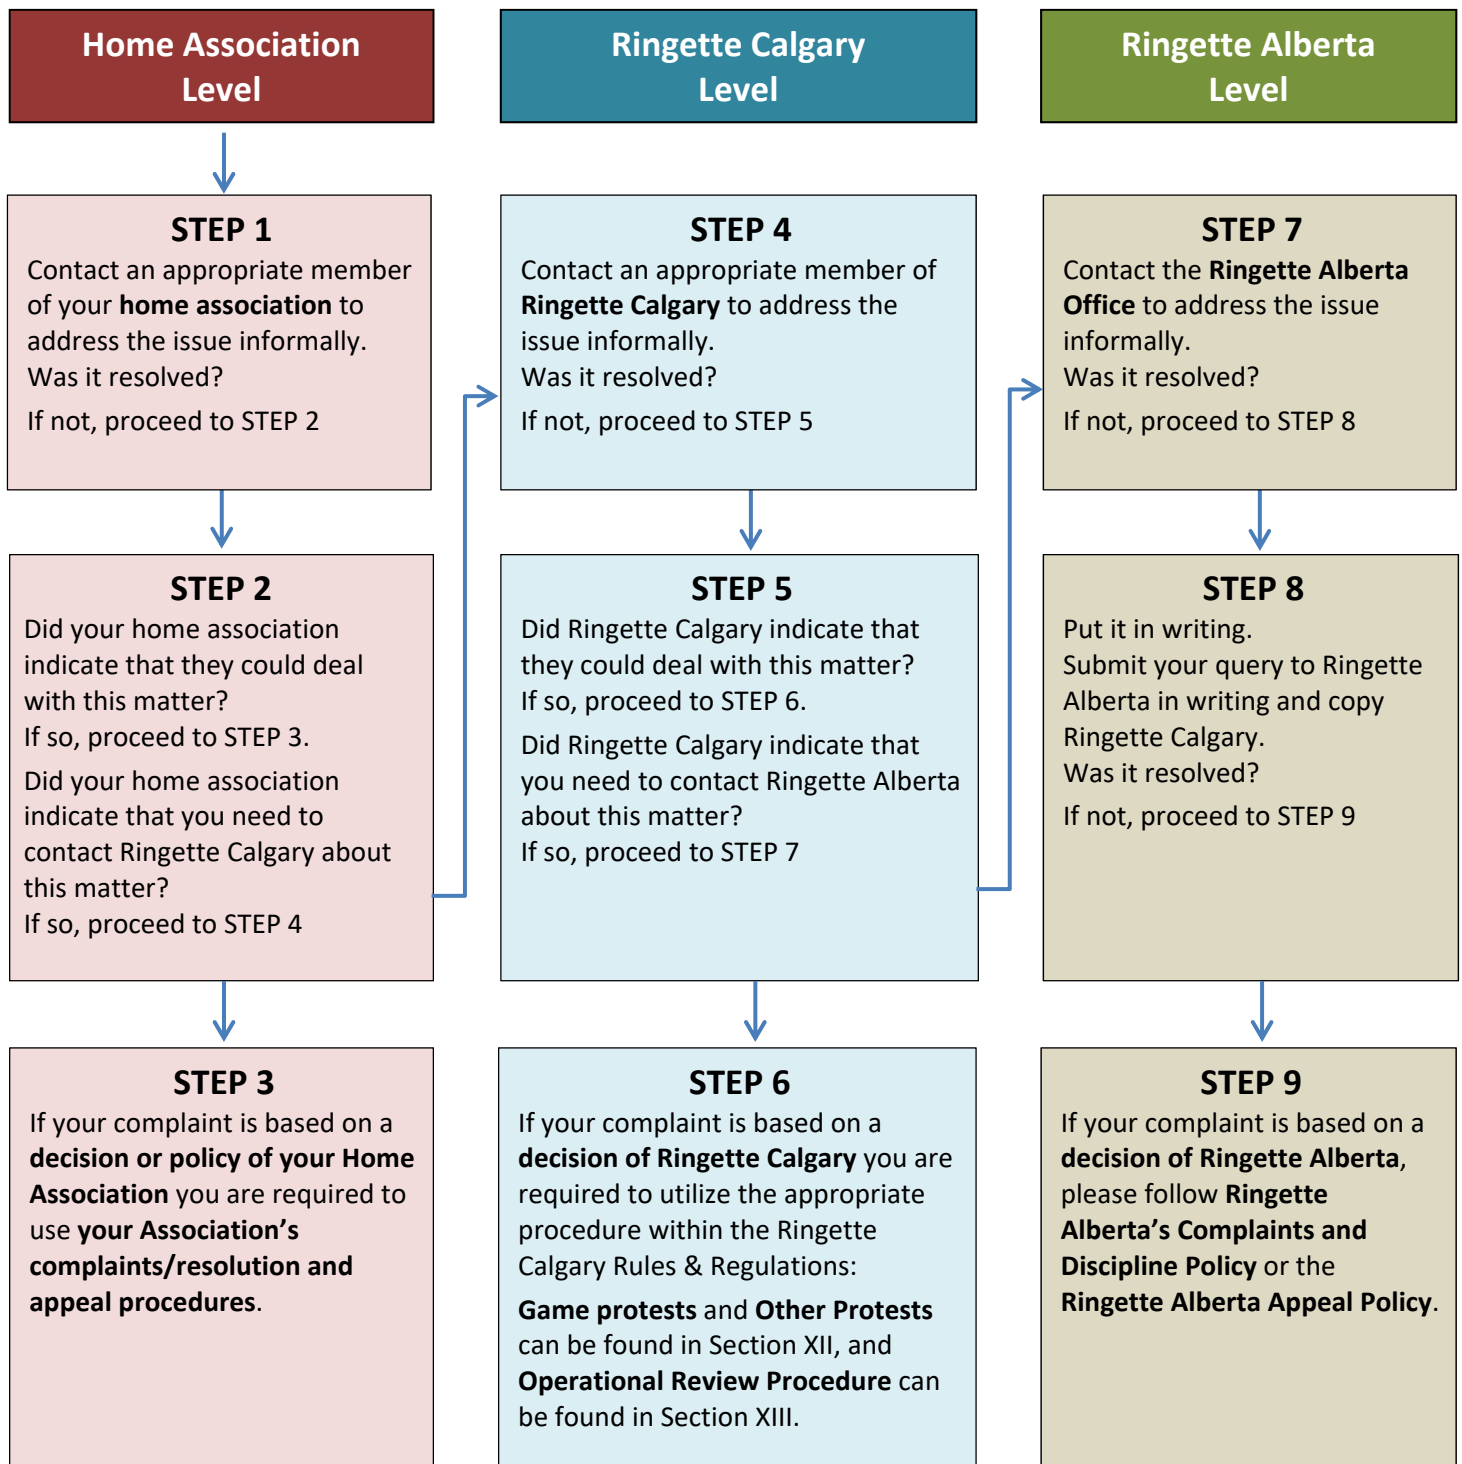 Home Association
Level
STEP 1
Contact an appropriate member
of your home association to
address the issue informally.
Was it resolved?
If not, proceed to STEP 2
STEP 2
Did your home association
indicate that they could deal
with this matter?
If so, proceed to STEP 3.
Did your home association
indicate that you need to
contact Ringette Calgary about
this matter?
If so, proceed to STEP 4
STEP 3
If your complaint is based on a
decision or policy of your Home
Association you are required to
use your Association’s
complaints/resolution and
appeal procedures.
Ringette Calgary
Level
STEP 4
Contact an appropriate member of
Ringette Calgary to address the
issue informally.
Was it resolved?
If not, proceed to STEP 5
STEP 5
Did Ringette Calgary indicate that
they could deal with this matter?
If so, proceed to STEP 6.
Did Ringette Calgary indicate that
you need to contact Ringette Alberta
about this matter?
If so, proceed to STEP 7
STEP 6
If your complaint is based on a
decision of Ringette Calgary you are
required to utilize the appropriate
procedure within the Ringette
Calgary Rules & Regulations:
Game protests and Other Protests
can be found in Section XII, and
Operational Review Procedure can
be found in Section XIII.
Ringette Alberta
Level
STEP 7
Contact the Ringette Alberta
Office to address the issue
informally.
Was it resolved?
If not, proceed to STEP 8
STEP 8
Put it in writing.
Submit your query to Ringette
Alberta in writing and copy
Ringette Calgary.
Was it resolved?
If not, proceed to STEP 9
STEP 9
If your complaint is based on a
decision of Ringette Alberta,
please follow Ringette
Alberta’s Complaints and
Discipline Policy or the
Ringette Alberta Appeal Policy.